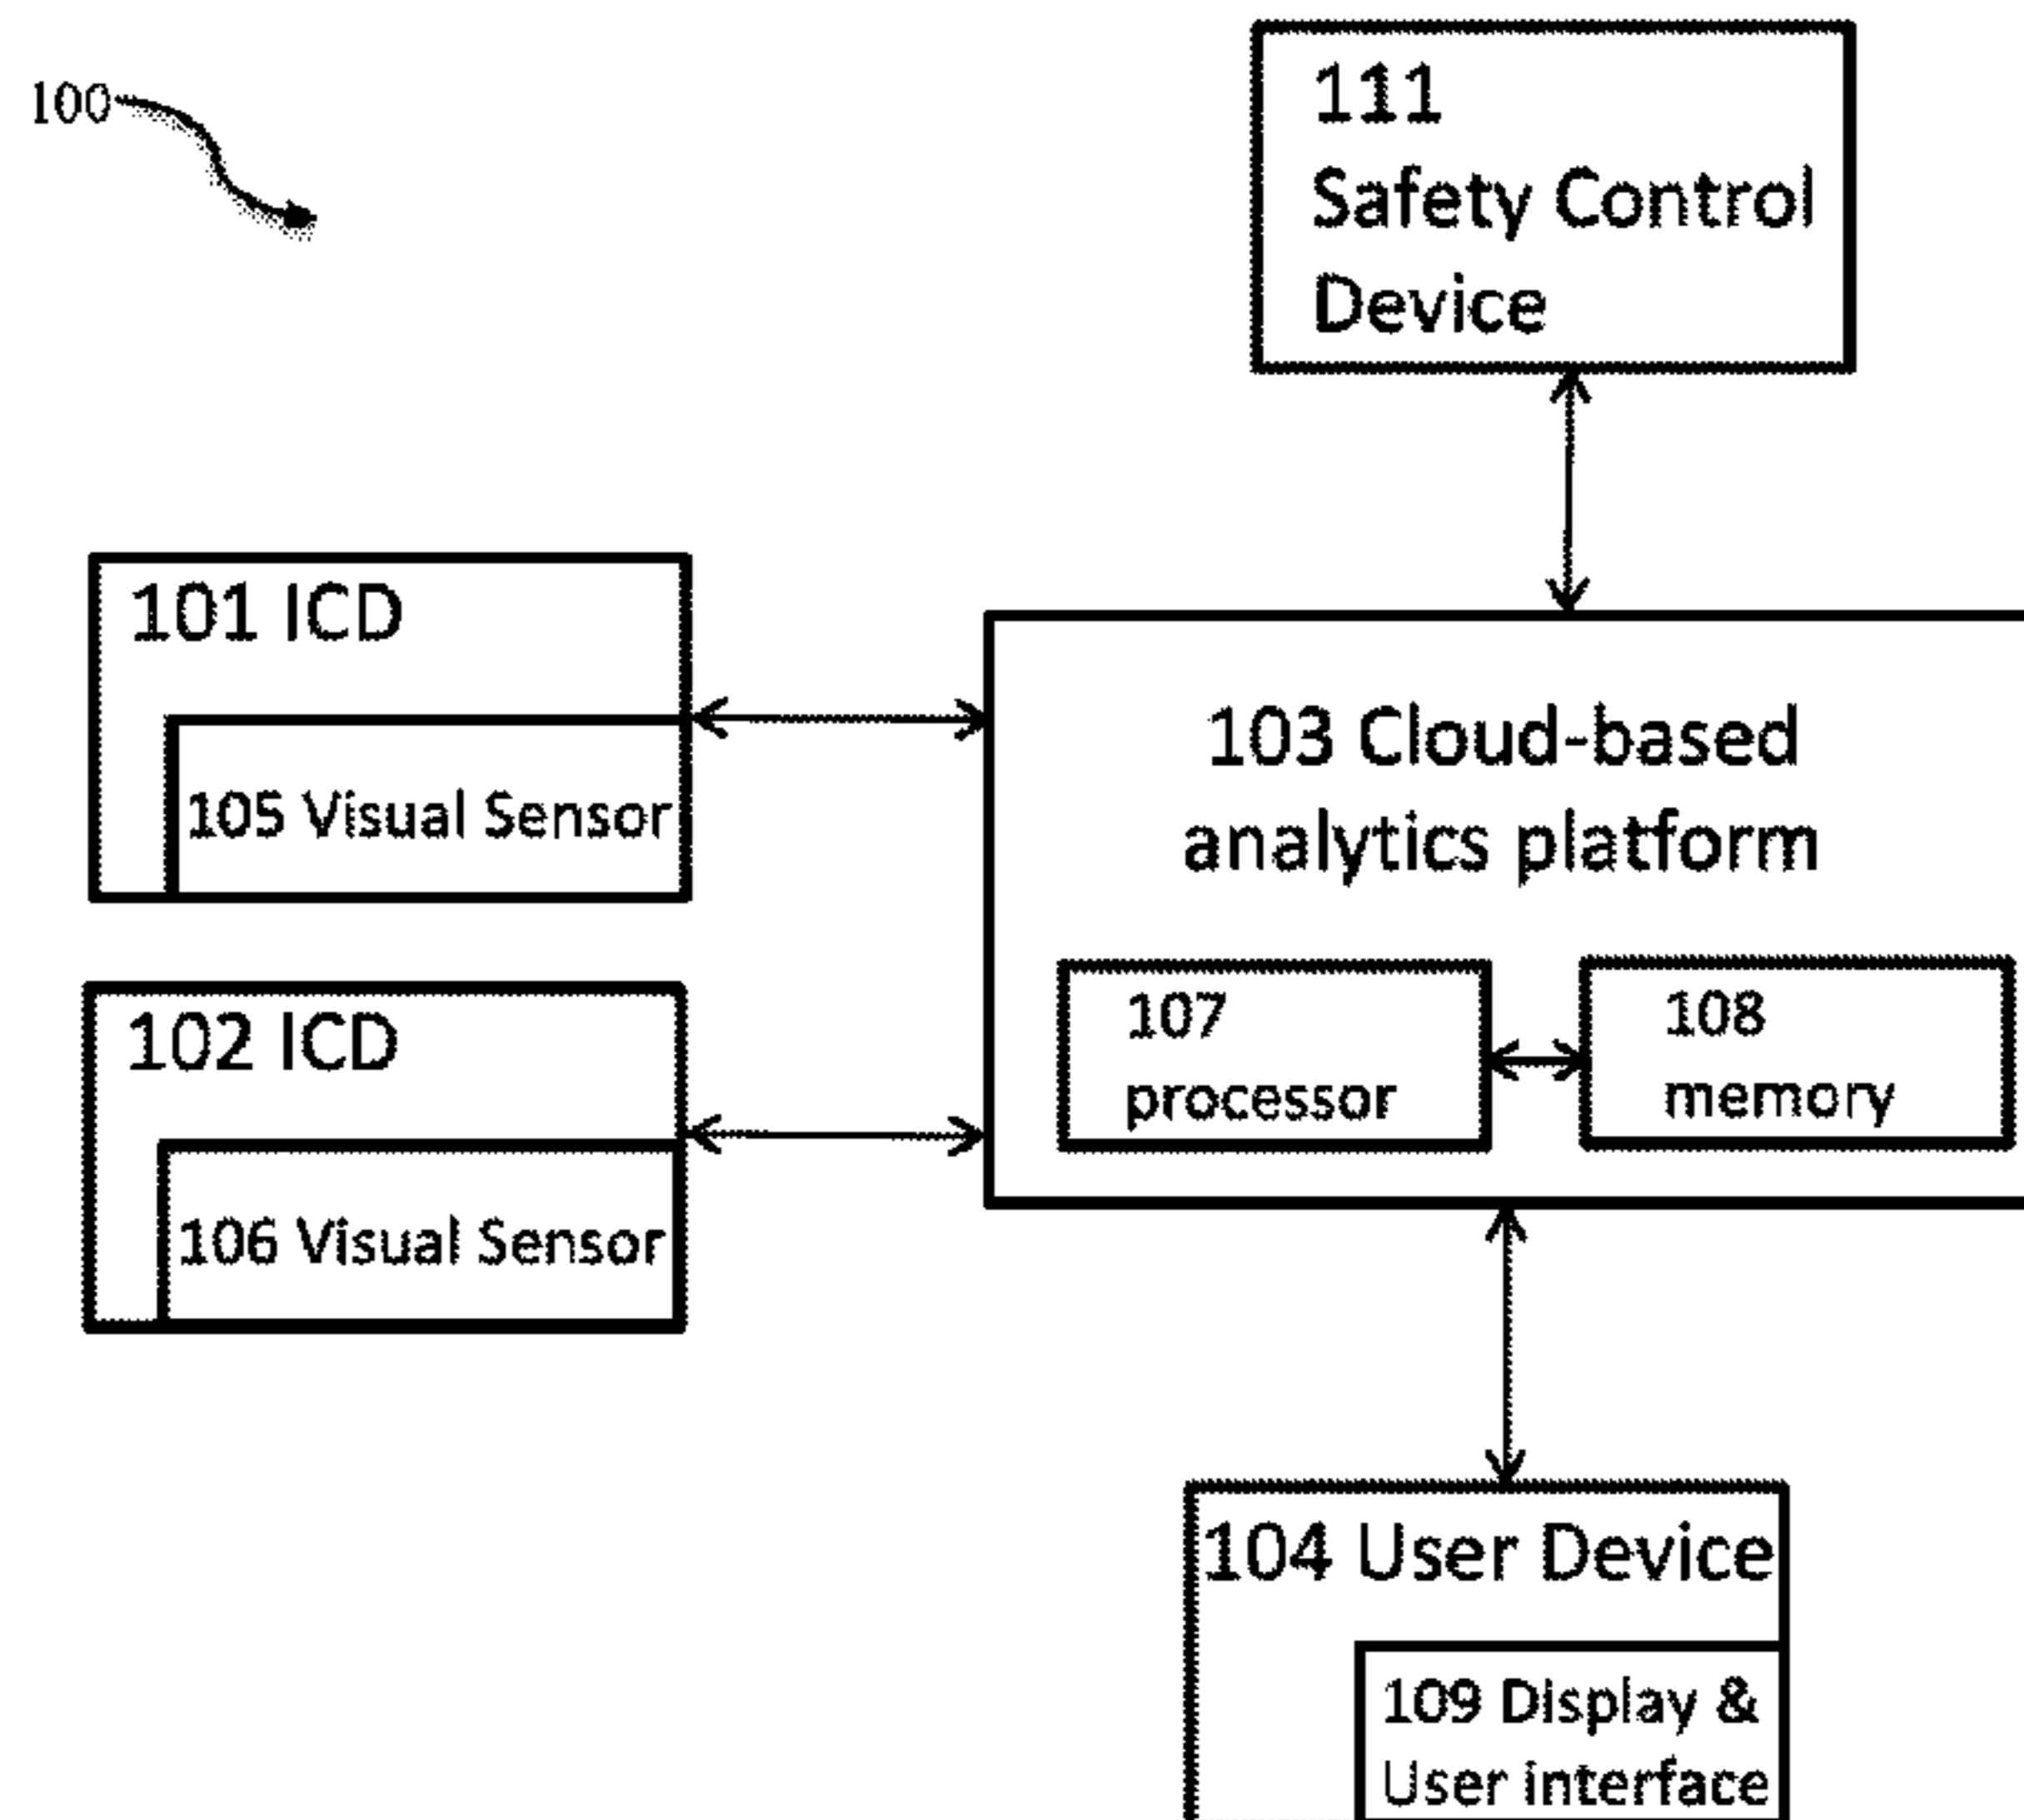 100
111
Safety Control
Device
101 ICD
105 Visual Sensor
103 Cloud-based
analytics platform
107
processor
108
memory
102 ICD
106 Visual Sensor
104 User Device
109 Display &
User interface